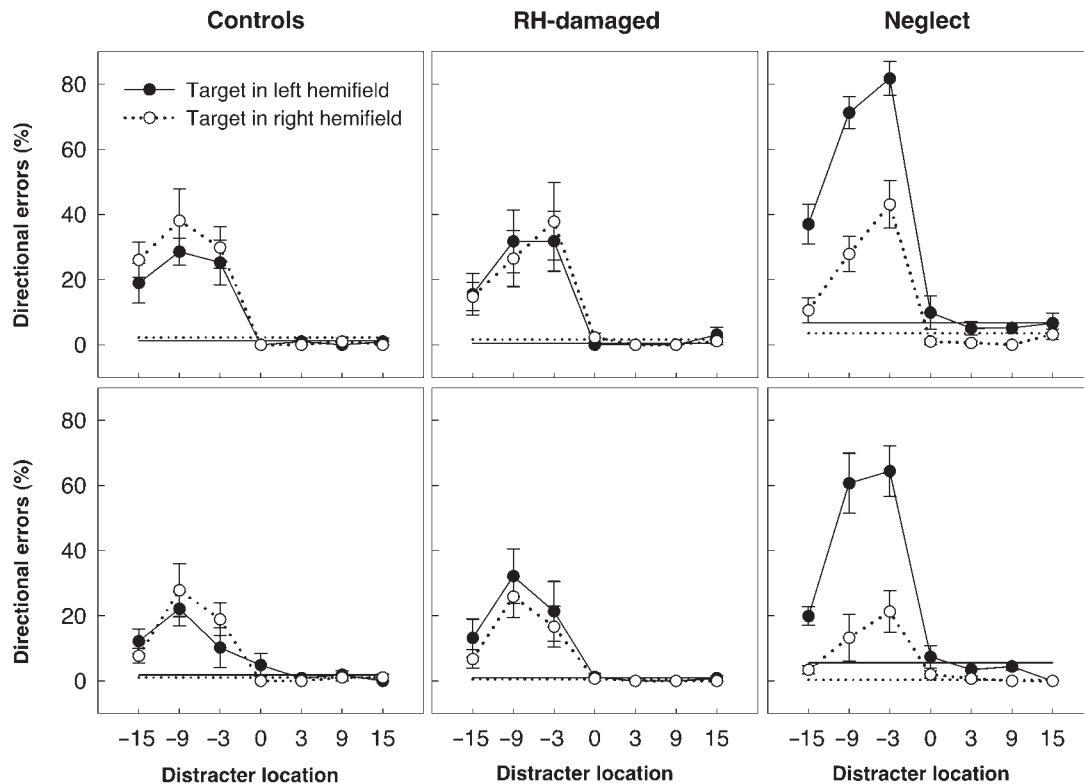 Controls RH-damaged Neglect
Directional errors (%)
80
60
40
20
0
Target in left hemifield
Target in right hemifield
Directional errors (%)
80
60
40
20
0
−15 −9 −3 0 3 9 15 −15 −9 −3 0 3 9 15 −15 −9 −3 0 3 9 15
Distracter location Distracter location Distracter location